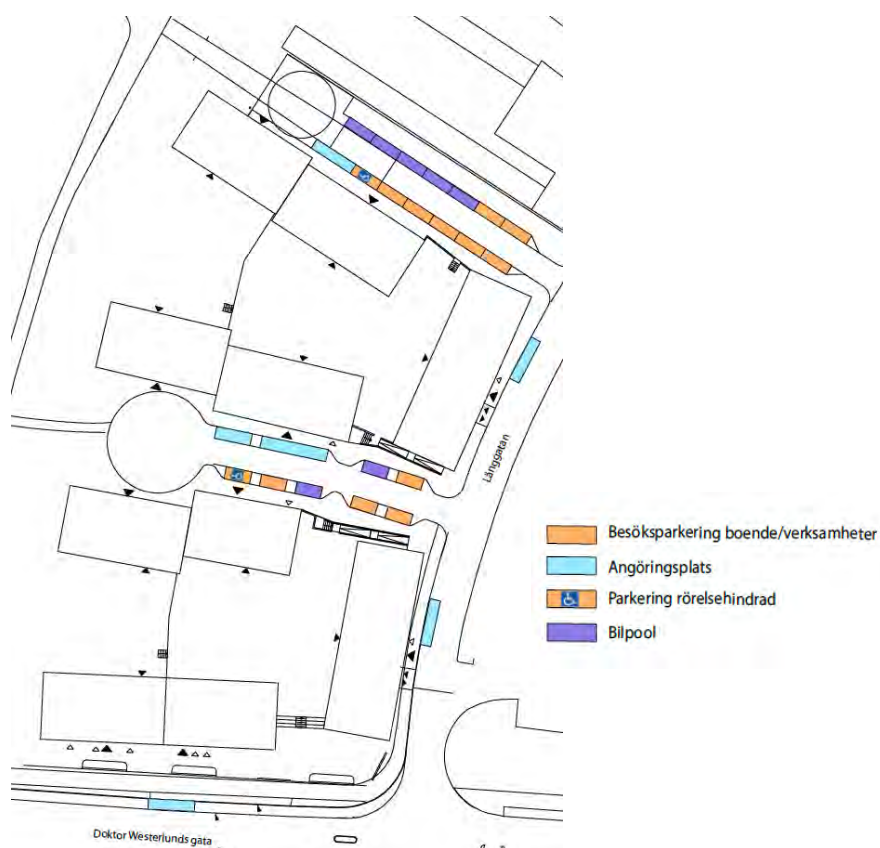 Långgatan
Besöksparkering boende/verksamheter
Angöringsplats
Parkering rörelsehindrad
Bilpool
Doktor Westerlunds gata